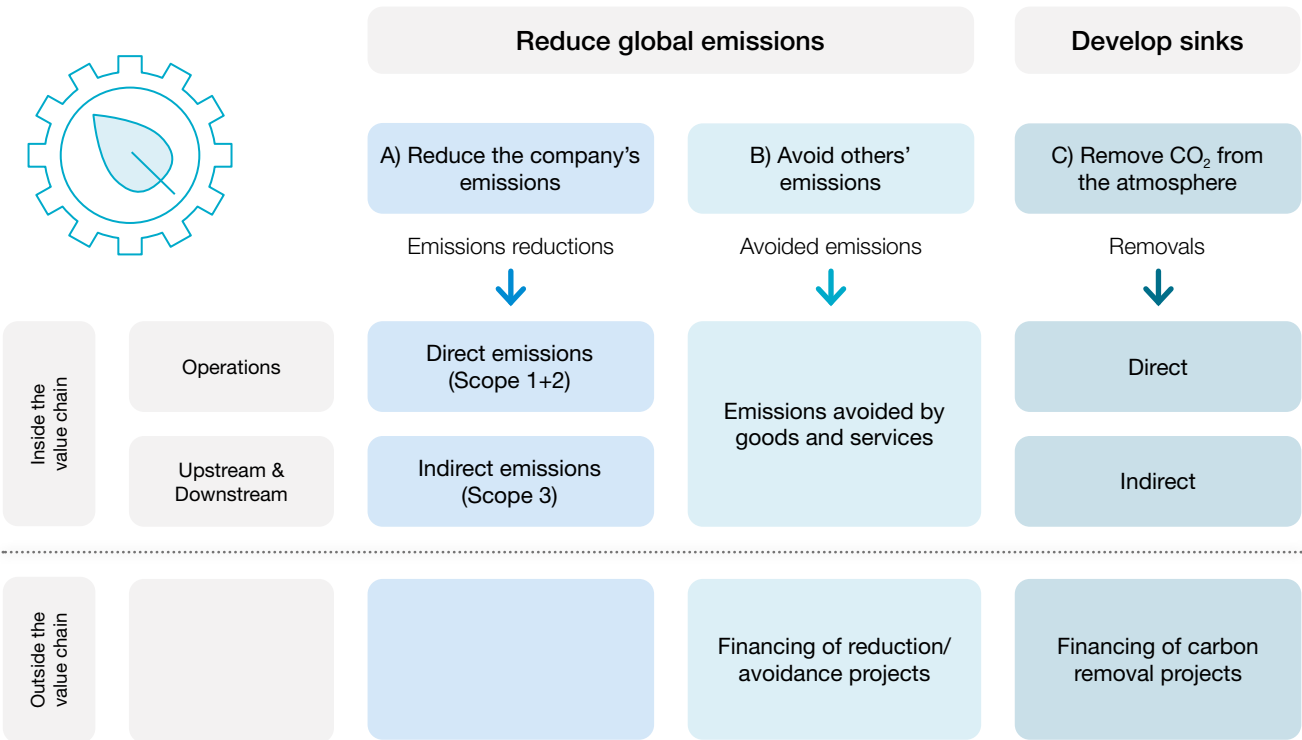 Reduce global emissions
Develop sinks
A) Reduce the company’s
emissions
B) Avoid others’
emissions
C) Remove CO₂ from
the atmosphere
Emissions reductions
Avoided emissions
Removals
Inside the
value chain
Operations
Direct emissions
(Scope 1+2)
Emissions avoided by
goods and services
Direct
Upstream &
Downstream
Indirect emissions
(Scope 3)
Indirect
Outside the
value chain
Financing of reduction/
avoidance projects
Financing of carbon
removal projects